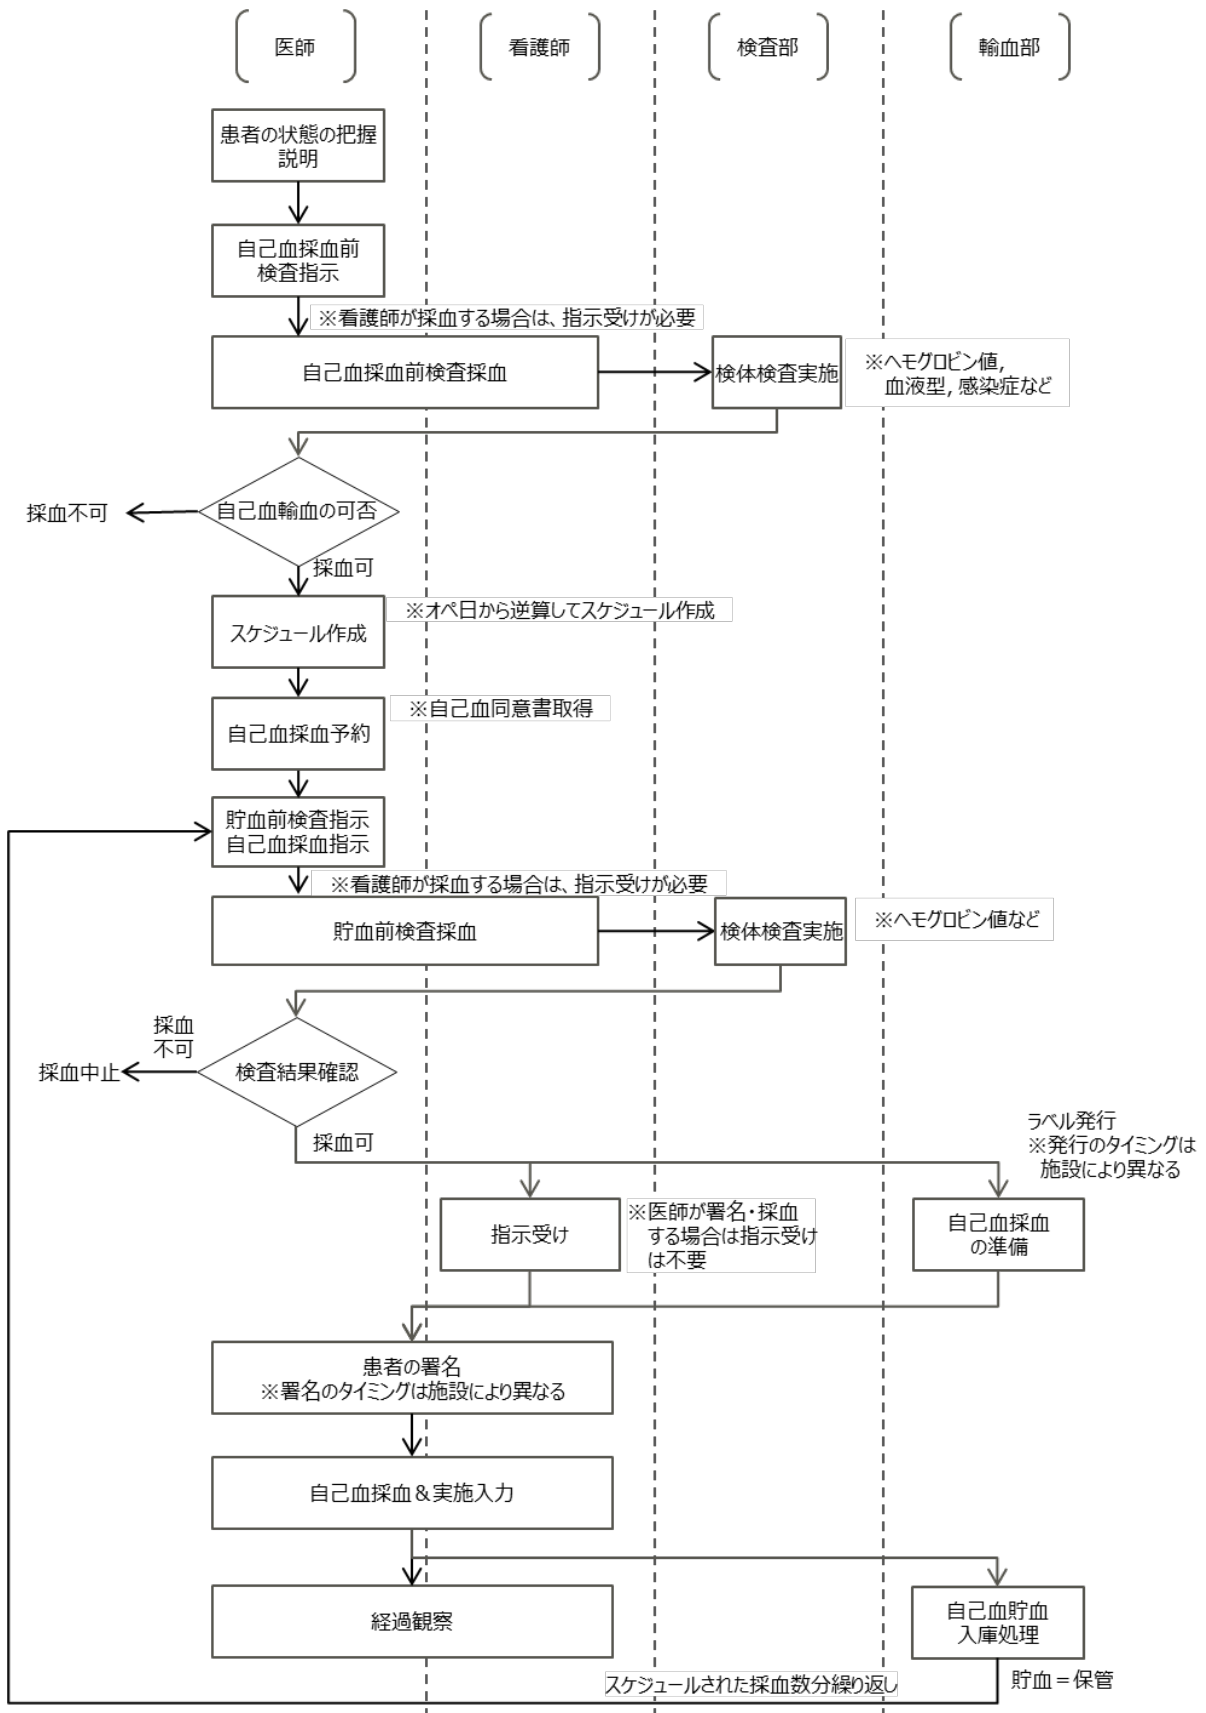 医師
看護師
検査部
輸血部
患者の状態の把握
説明
自己血採血前
検査指示
※看護師が採血する場合は、指示受けが必要
自己血採血前検査採血
検体検査実施
※ヘモグロビン値,
血液型, 感染症など
自己血輸血の可否
採血不可
採血可
スケジュール作成
※オペ日から逆算してスケジュール作成
自己血採血予約
※自己血同意書取得
貯血前検査指示
自己血採血指示
※看護師が採血する場合は、指示受けが必要
貯血前検査採血
検体検査実施
※ヘモグロビン値など
採血
不可
採血中止
検査結果確認
採血可
ラベル発行
※発行のタイミングは
施設により異なる
指示受け
※医師が署名・採血
する場合は指示受け
は不要
自己血採血
の準備
患者の署名
※署名のタイミングは施設により異なる
自己血採血＆実施入力
経過観察
自己血貯血
入庫処理
スケジュールされた採血数分繰り返し
貯血＝保管